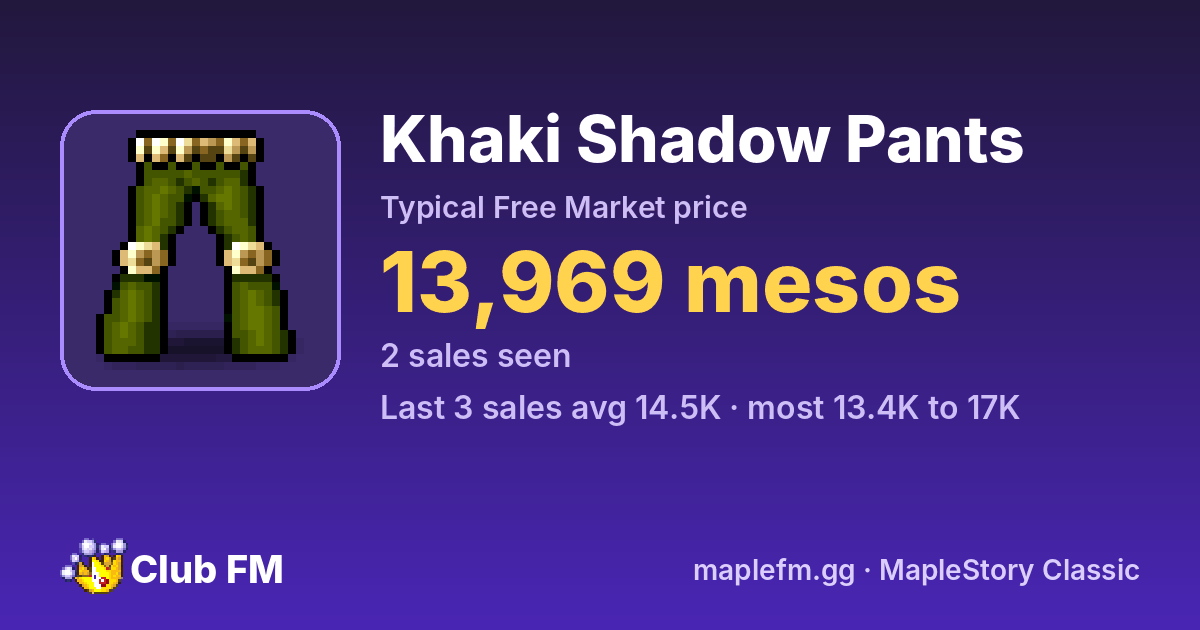 Khaki Shadow Pants
Typical Free Market price
13,969 mesos
2 sales seen
Last 3 sales avg 14.5K · most 13.4K to 17K
Club FM
maplefm.gg · MapleStory Classic